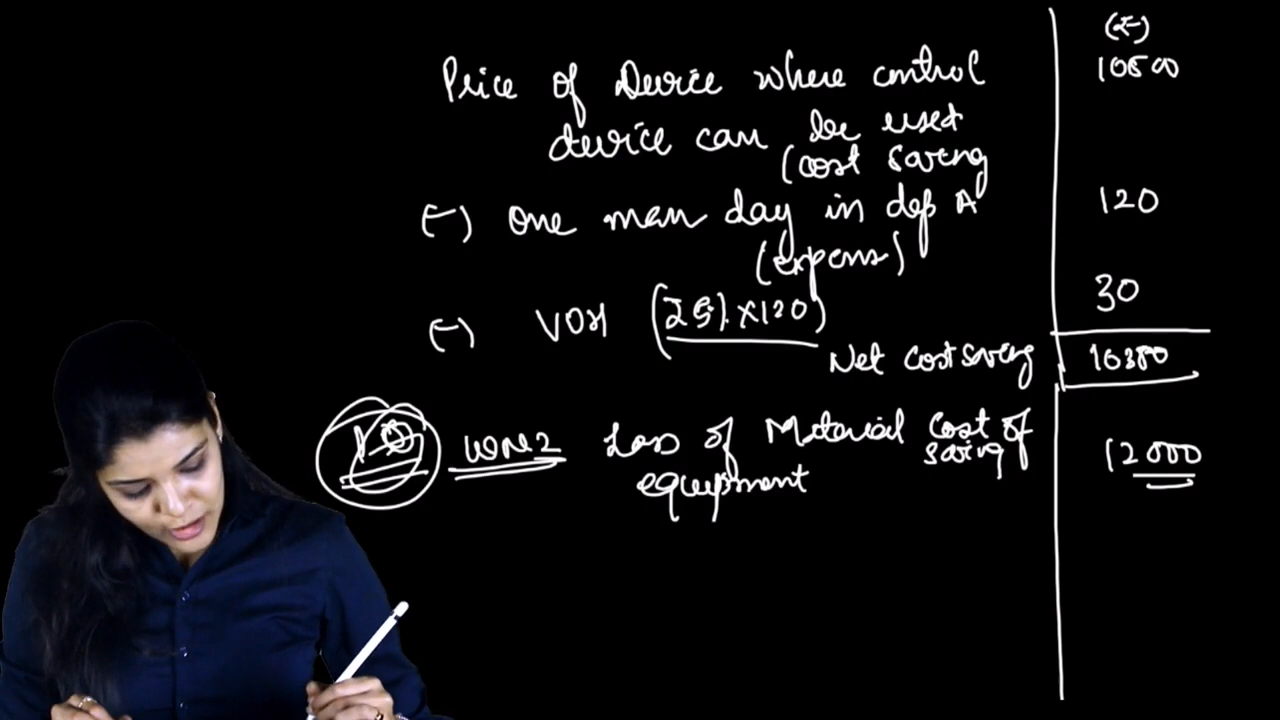 (₹)
Price of Device where control 10500
device can be used
(cost saving
(-) One man day in dep A 120
(expense)
(-) VOH (25% x 120) 30
Net cost saving 10380
10 WN 2 Loss of Material cost of 12000
saving
equipment